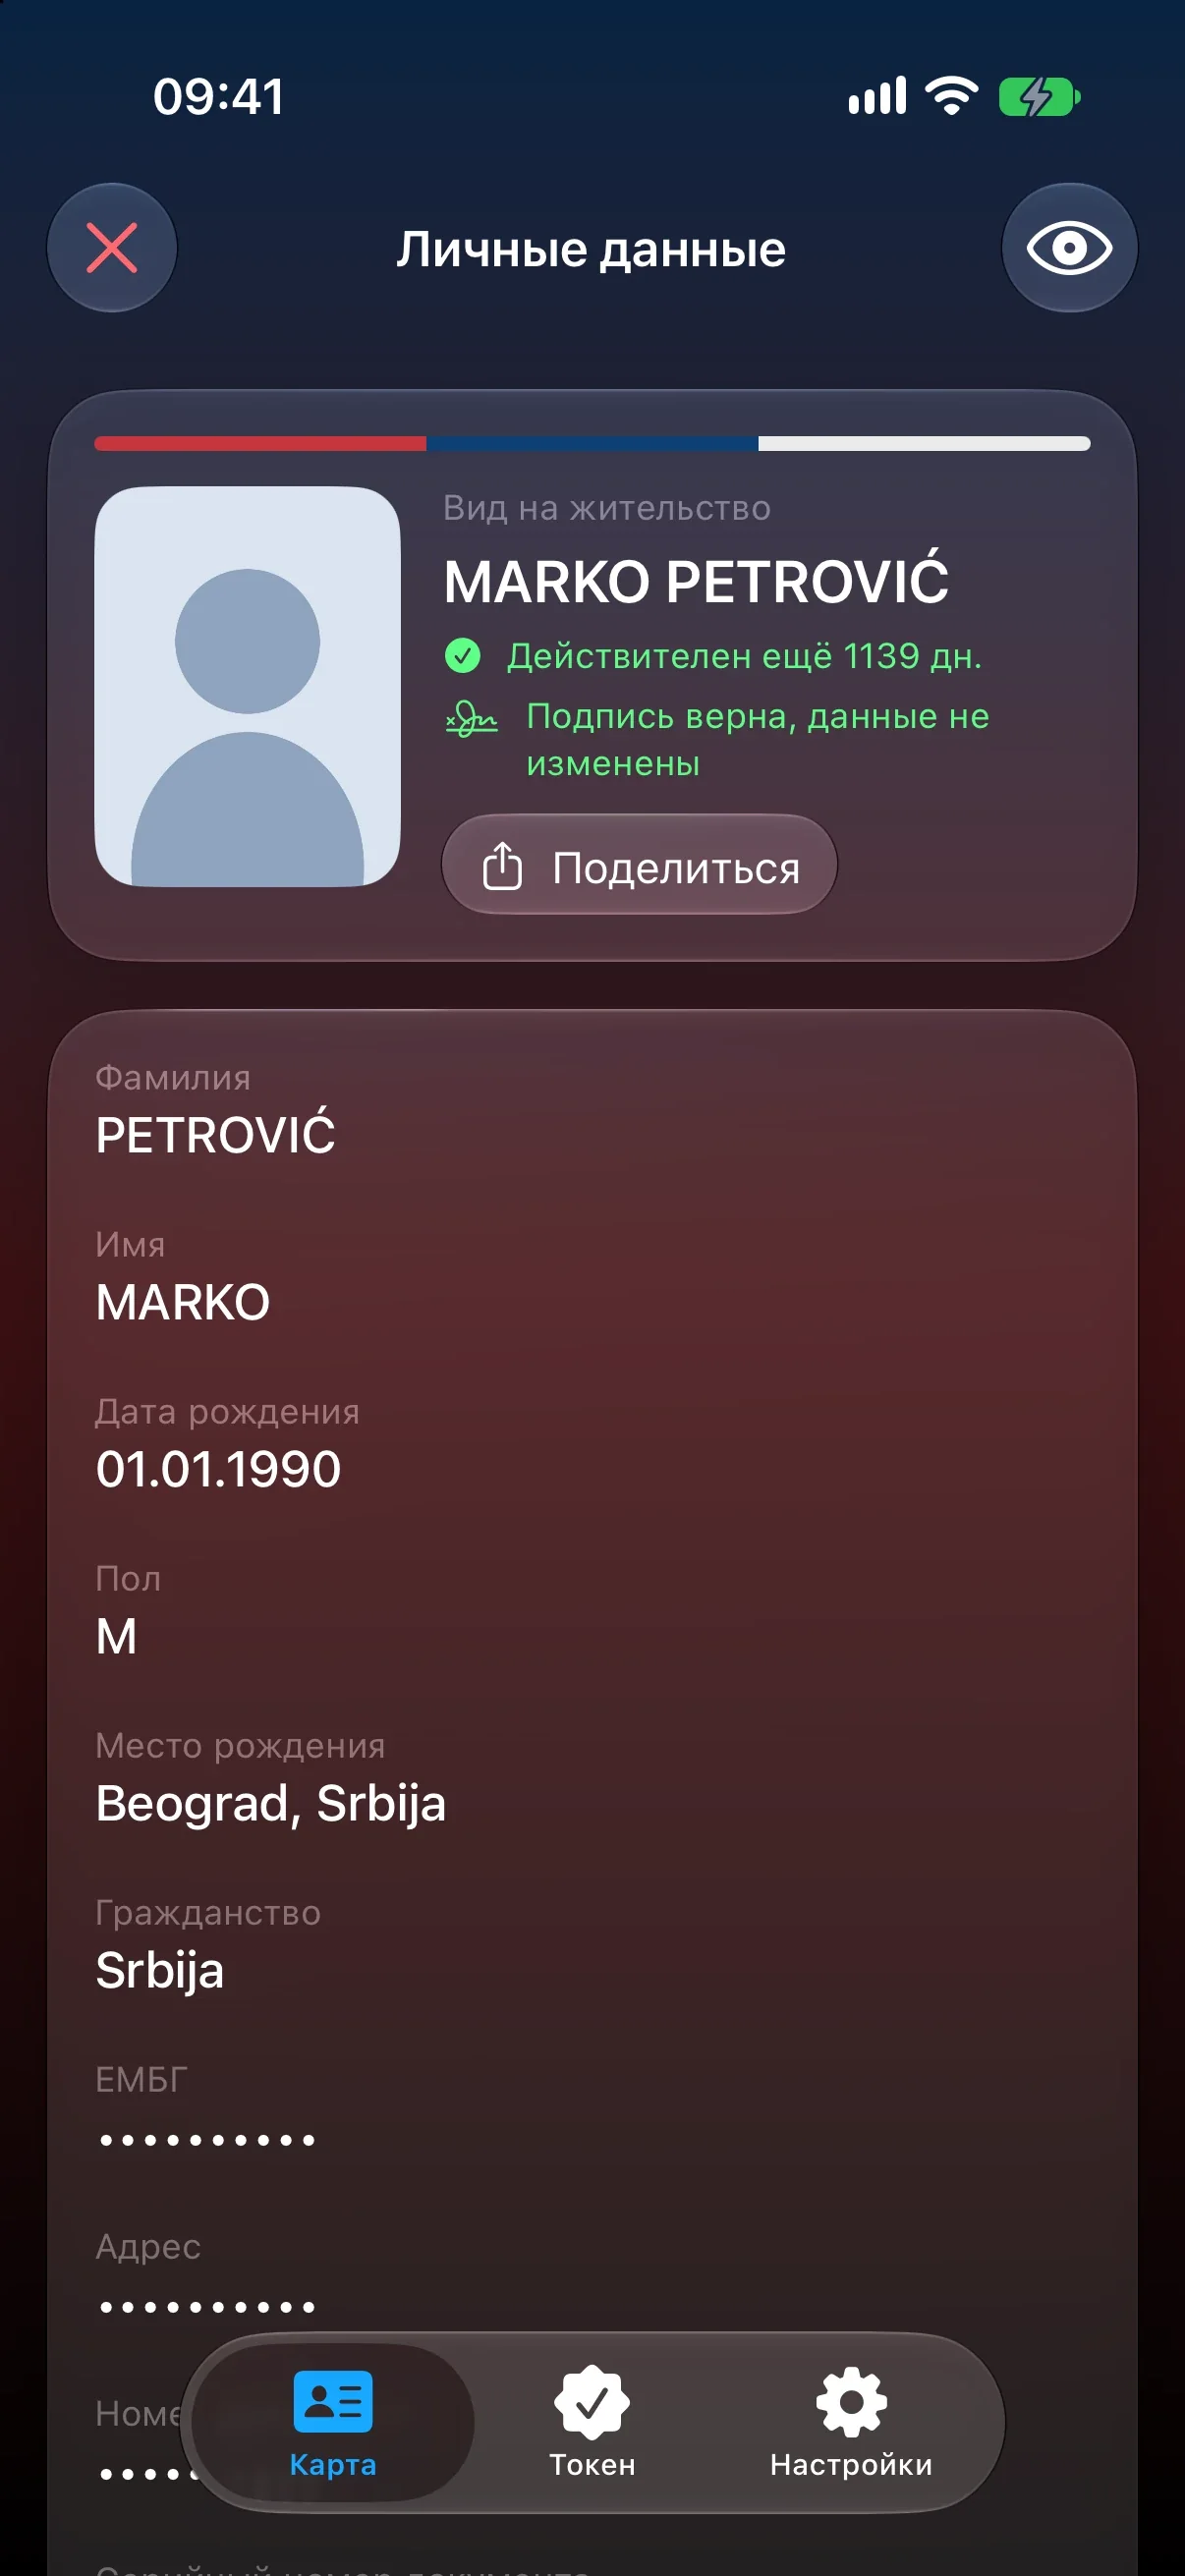 09:41
Личные данные
Вид на жительство
MARKO PETROVIĆ
Действителен ещё 1139 дн.
Подпись верна, данные не
изменены
Поделиться
Фамилия
PETROVIĆ
Имя
MARKO
Дата рождения
01.01.1990
Пол
M
Место рождения
Beograd, Srbija
Гражданство
Srbija
ЕМБГ
••••••••••
Адрес
••••••••••
Карта
Токен
Настройки